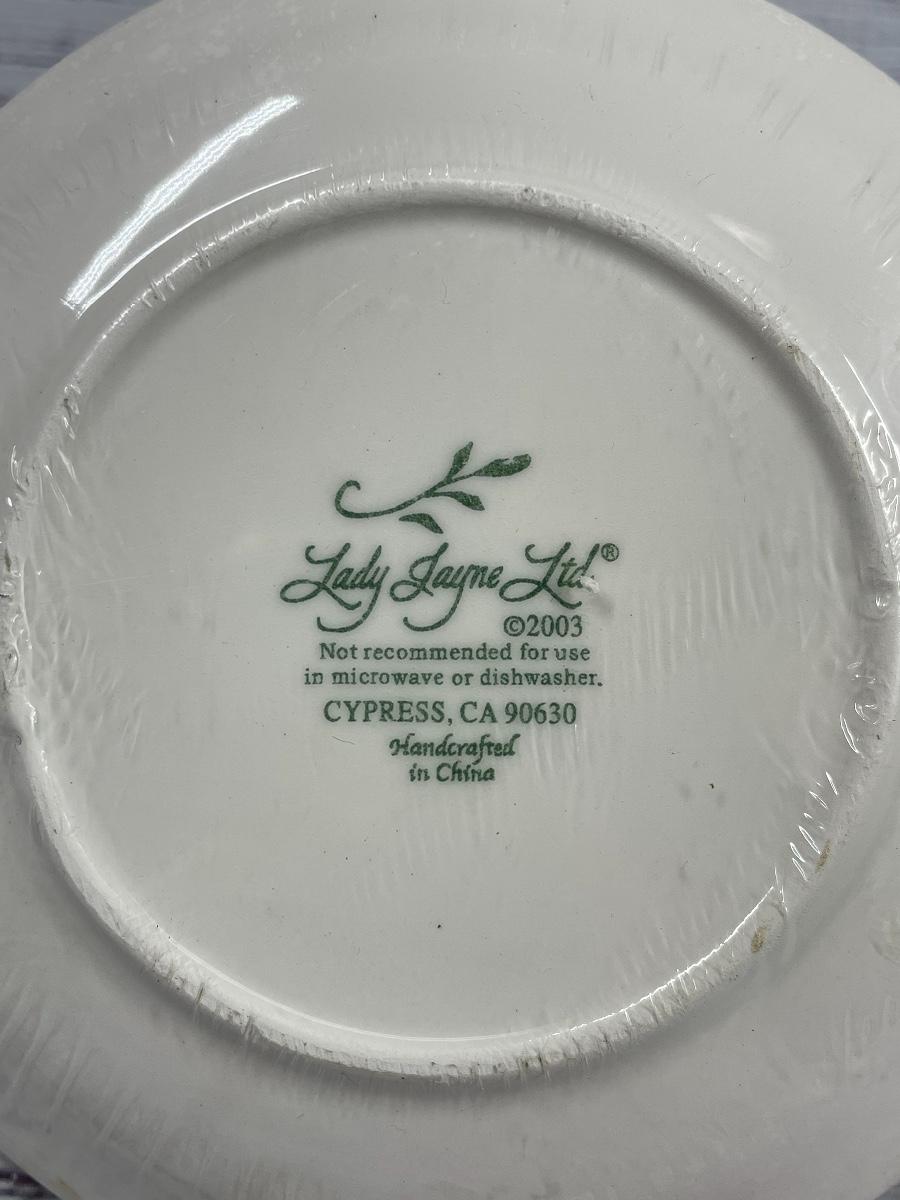 Lady Jayne Ltd.®
©2003
Not recommended for use
in microwave or dishwasher.
CYPRESS, CA 90630
Handcrafted
in China